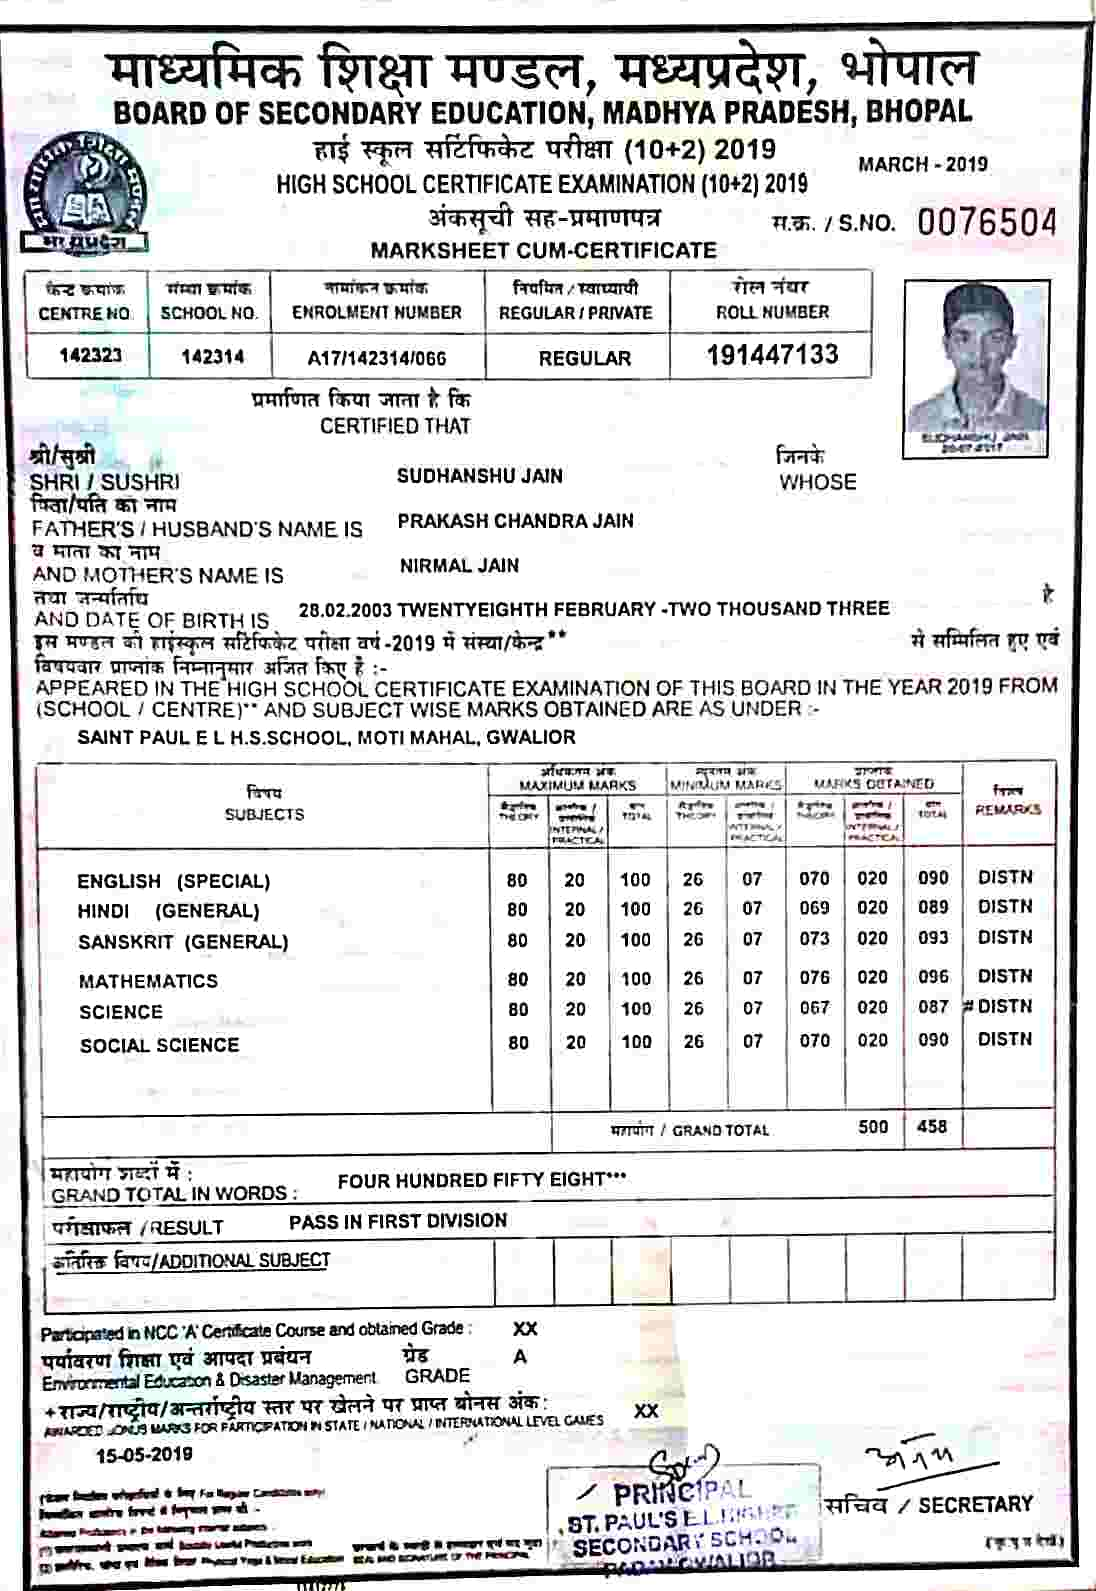 माध्यमिक शिक्षा मण्डल, मध्यप्रदेश, भोपाल
BOARD OF SECONDARY EDUCATION, MADHYA PRADESH, BHOPAL
हाई स्कूल सर्टिफिकेट परीक्षा (10+2) 2019
MARCH - 2019
HIGH SCHOOL CERTIFICATE EXAMINATION (10+2) 2019
अंकसूची सह-प्रमाणपत्र
स.क्र. / S.NO. 0076504
MARKSHEET CUM-CERTIFICATE
केन्द्र क्रमांक संस्था क्रमांक नामांकन क्रमांक नियमित / स्वाध्यायी रोल नंबर
CENTRE NO. SCHOOL NO. ENROLMENT NUMBER REGULAR / PRIVATE ROLL NUMBER
142323 142314 A17/142314/066 REGULAR 191447133
SUDHANSHU JAIN
प्रमाणित किया जाता है कि
CERTIFIED THAT
श्री/सुश्री जिनके
SHRI / SUSHRI SUDHANSHU JAIN WHOSE
पिता/पति का नाम
FATHER'S / HUSBAND'S NAME IS PRAKASH CHANDRA JAIN
व माता का नाम
AND MOTHER'S NAME IS NIRMAL JAIN
तथा जन्मतिथि है
AND DATE OF BIRTH IS 28.02.2003 TWENTYEIGHTH FEBRUARY -TWO THOUSAND THREE
इस मण्डल की हाईस्कूल सर्टिफिकेट परीक्षा वर्ष-2019 में संस्था/केन्द्र** से सम्मिलित हुए एवं
विषयवार प्राप्तांक निम्नानुसार अर्जित किए है :-
APPEARED IN THE HIGH SCHOOL CERTIFICATE EXAMINATION OF THIS BOARD IN THE YEAR 2019 FROM
(SCHOOL / CENTRE)** AND SUBJECT WISE MARKS OBTAINED ARE AS UNDER :-
SAINT PAUL E L H.S.SCHOOL, MOTI MAHAL, GWALIOR
विषय अधिकतम अंक न्यूनतम अंक प्राप्तांक
SUBJECTS MAXIMUM MARKS MINIMUM MARKS MARKS OBTAINED REMARKS
THEORY INTERNAL / PRACTICAL TOTAL THEORY INTERNAL / PRACTICAL THEORY INTERNAL / PRACTICAL TOTAL
ENGLISH (SPECIAL) 80 20 100 26 07 070 020 090 DISTN
HINDI (GENERAL) 80 20 100 26 07 069 020 089 DISTN
SANSKRIT (GENERAL) 80 20 100 26 07 073 020 093 DISTN
MATHEMATICS 80 20 100 26 07 076 020 096 DISTN
SCIENCE 80 20 100 26 07 067 020 087 # DISTN
SOCIAL SCIENCE 80 20 100 26 07 070 020 090 DISTN
महायोग / GRAND TOTAL 500 458
महायोग शब्दों में :
GRAND TOTAL IN WORDS : FOUR HUNDRED FIFTY EIGHT***
परीक्षाफल / RESULT PASS IN FIRST DIVISION
अतिरिक्त विषय/ADDITIONAL SUBJECT
Participated in NCC 'A' Certificate Course and obtained Grade : XX
पर्यावरण शिक्षा एवं आपदा प्रबंधन ग्रेड A
Environmental Education & Disaster Management GRADE
+राज्य/राष्ट्रीय/अन्तर्राष्ट्रीय स्तर पर खेलने पर प्राप्त बोनस अंक : XX
AWARDED BONUS MARKS FOR PARTICIPATION IN STATE / NATIONAL / INTERNATIONAL LEVEL GAMES
15-05-2019
PRINCIPAL
ST. PAUL'S E.L.HIGHER
SECONDARY SCHOOL
GWALIOR
सचिव / SECRETARY
For Regular Candidates only
SEAL AND SIGNATURE OF THE PRINCIPAL